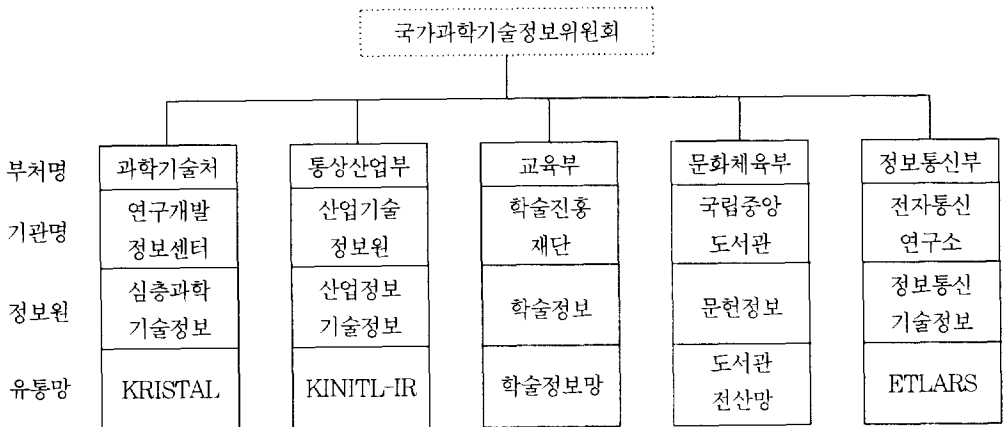 국가과학기술정보위원회
부처명 과학기술처 통상산업부 교육부 문화체육부 정보통신부
기관명
연구개발 산업기술 학술진흥 국립중앙 전자통신
정보센터 정보원 재단 도서관 연구소
정보원
심층과학 산업정보 학술정보 문헌정보 정보통신
기술정보 기술정보 기술정보
유통망 KRISTAL KINITL-IR 학술정보망 도서관 ETLARS
전산망